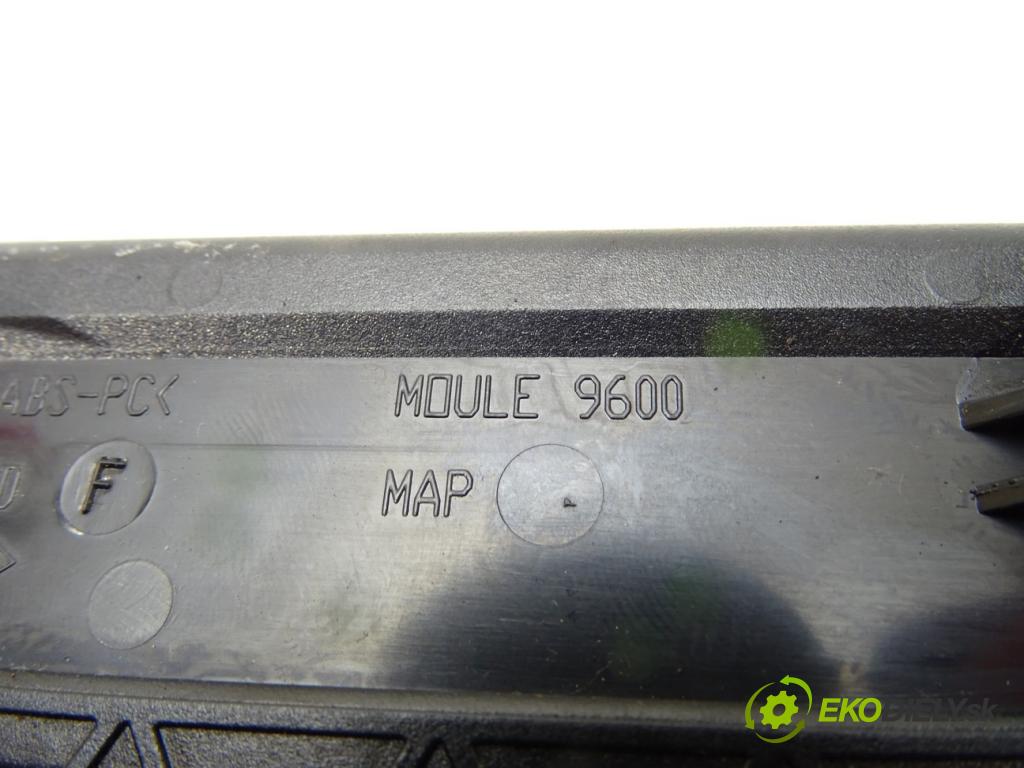 ABS-PC< MOULE 9600
F MAP P
EKODIELY.sk